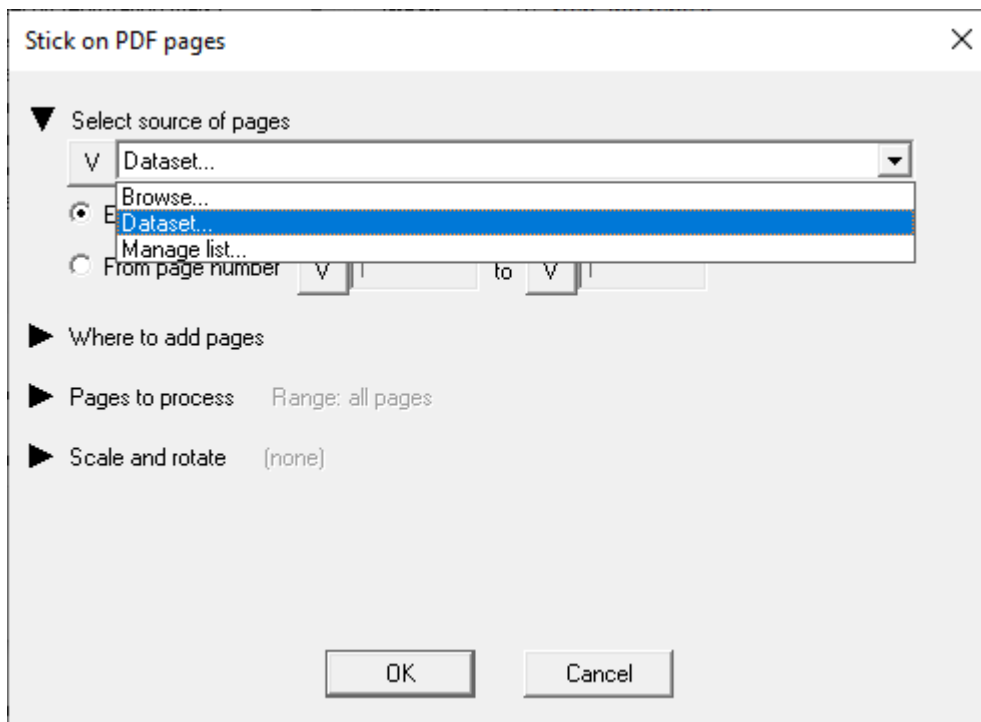 Stick on PDF pages
Select source of pages
V Dataset...
Browse...
Dataset...
Manage list...
From page number V to V
Where to add pages
Pages to process Range: all pages
Scale and rotate (none)
OK Cancel